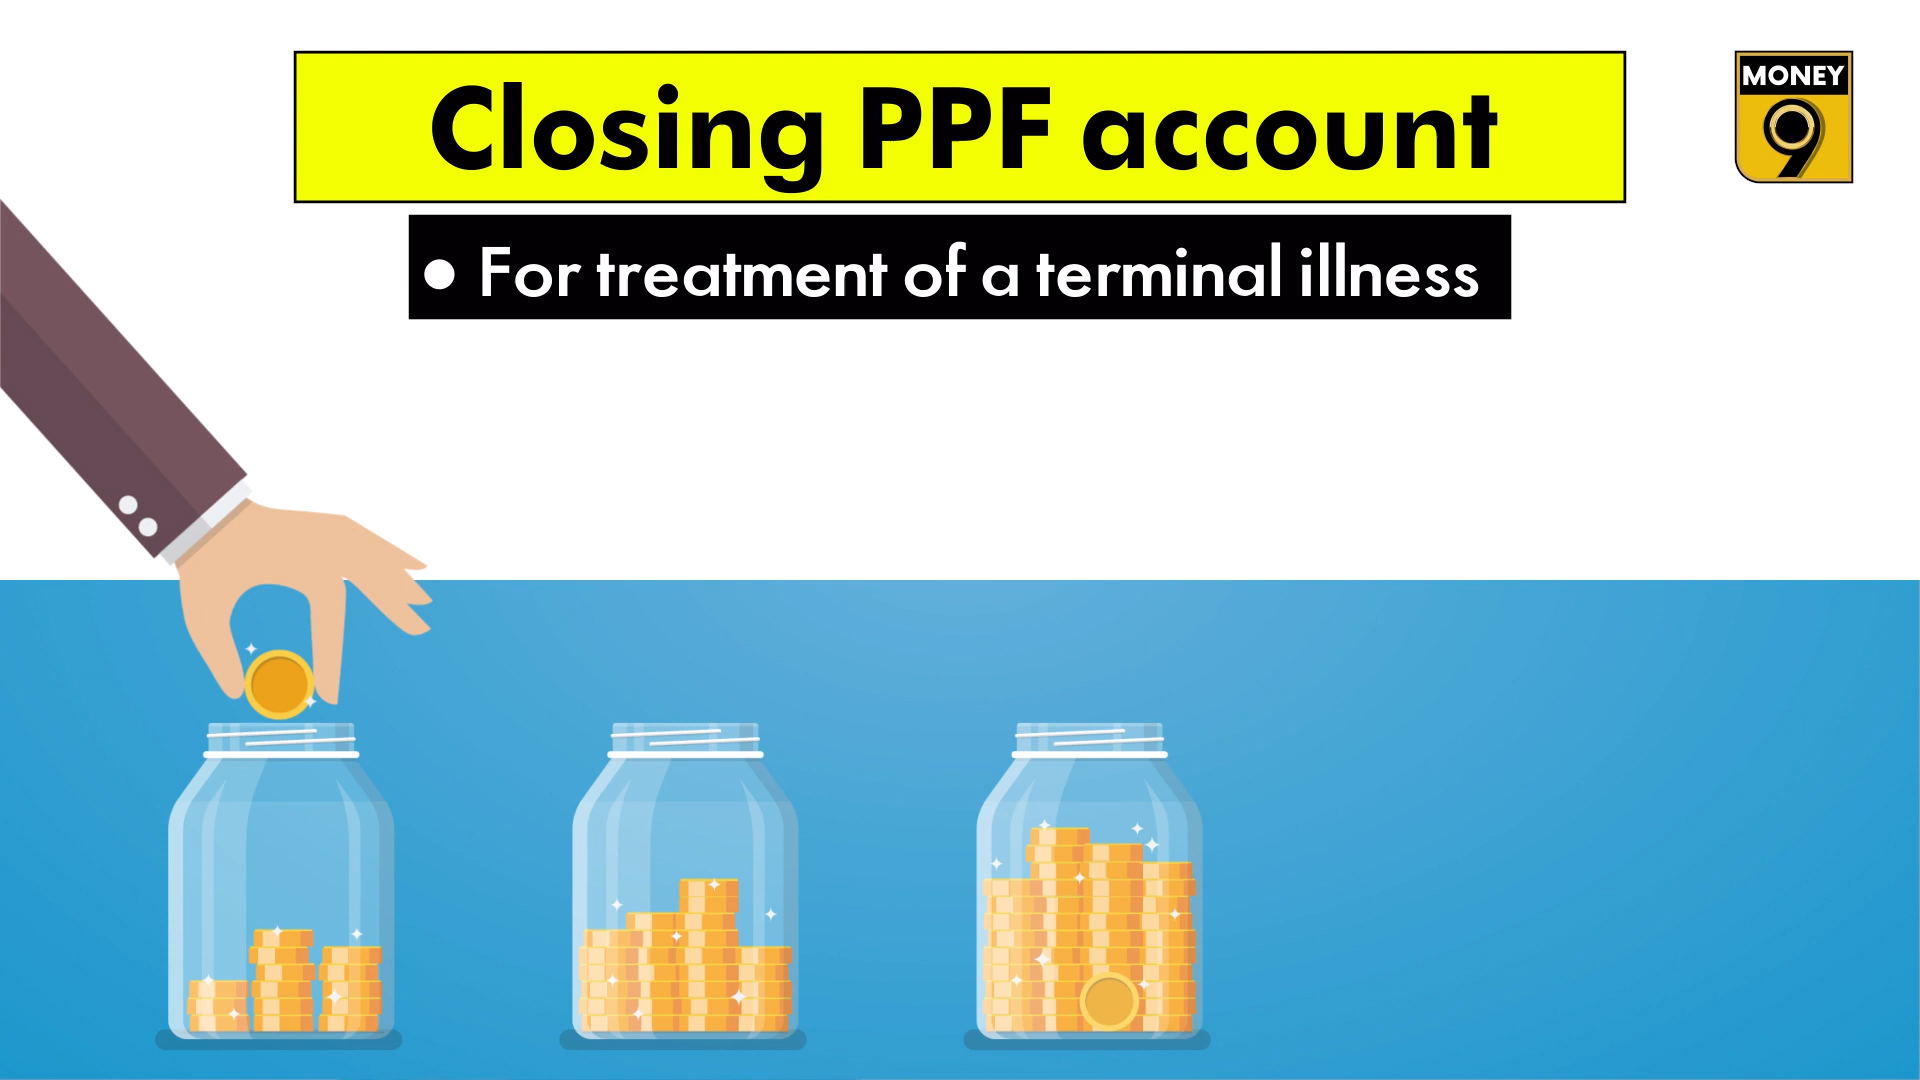 Closing PPF account
MONEY
9
• For treatment of a terminal illness